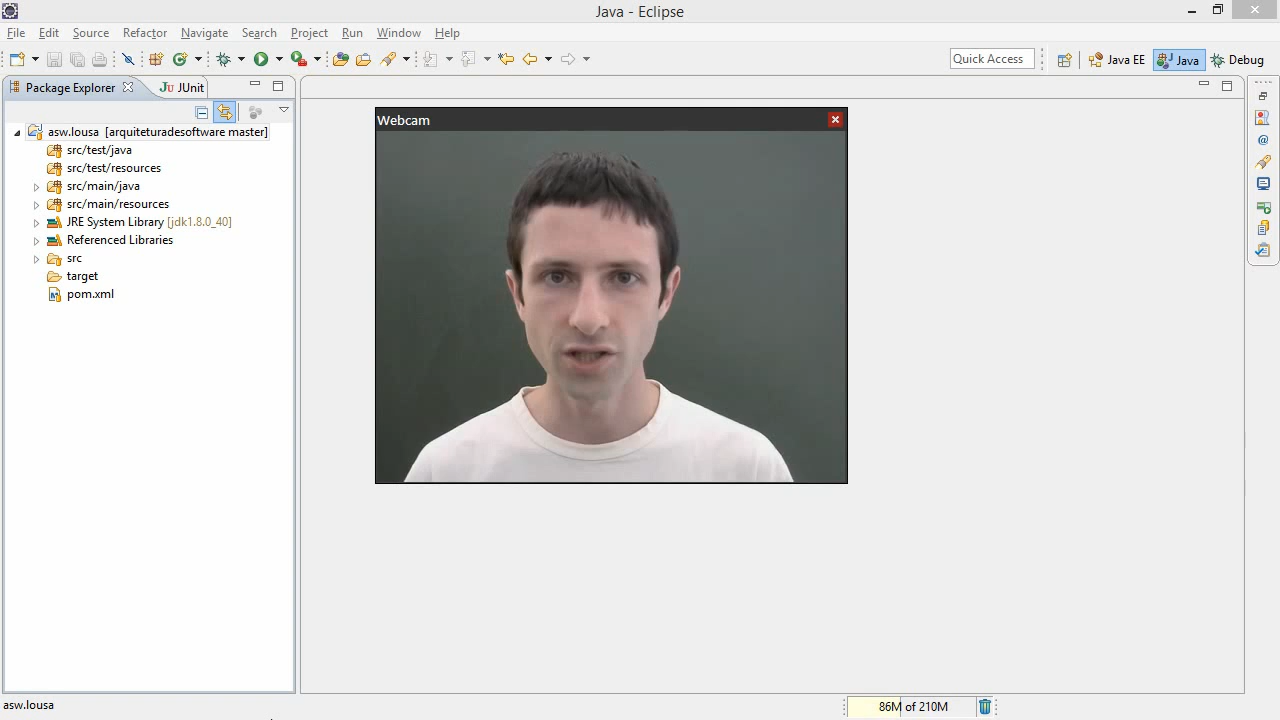 Java - Eclipse
File Edit Source Refactor Navigate Search Project Run Window Help
Quick Access
Java EE
Java
Debug
Package Explorer
JUnit
asw.lousa [arquiteturadesoftware master]
src/test/java
src/test/resources
src/main/java
src/main/resources
JRE System Library [jdk1.8.0_40]
Referenced Libraries
src
target
pom.xml
Webcam
asw.lousa
86M of 210M